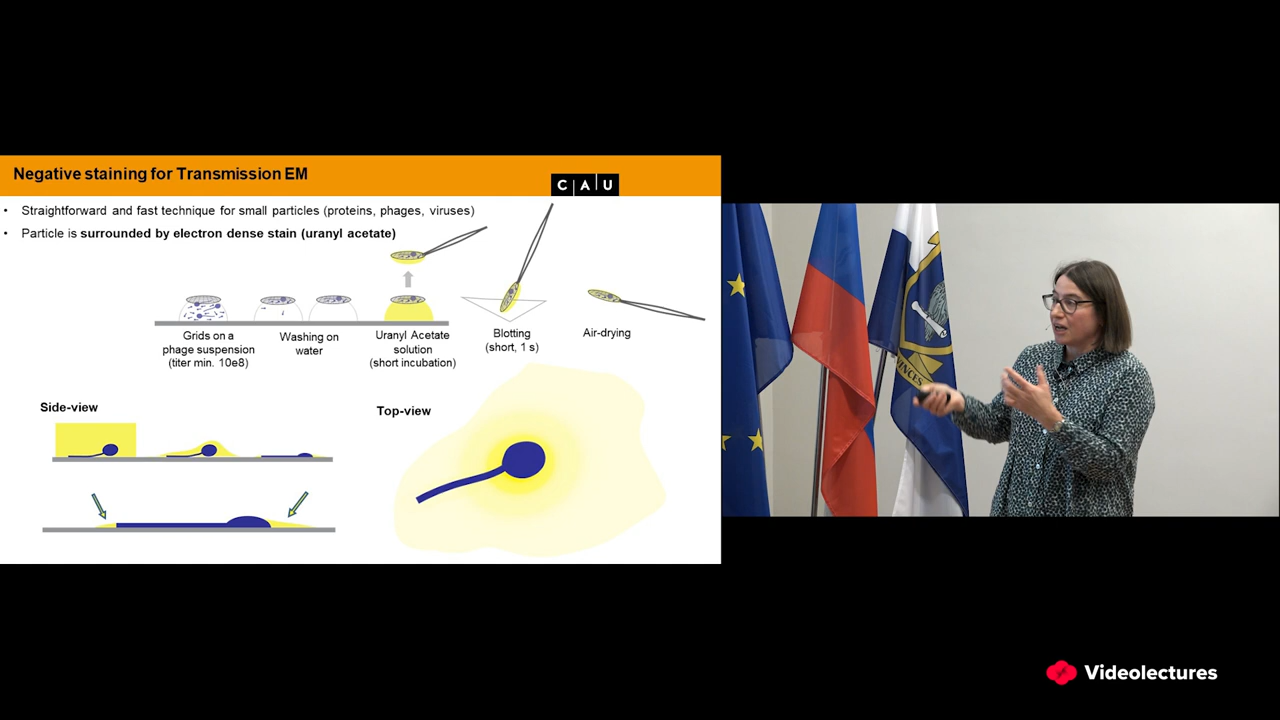 Negative staining for Transmission EM
C A U
• Straightforward and fast technique for small particles (proteins, phages, viruses)
• Particle is surrounded by electron dense stain (uranyl acetate)
Grids on a
phage suspension
(titer min. 10e8)
Washing on
water
Uranyl Acetate
solution
(short incubation)
Blotting
(short, 1 s)
Air-drying
Side-view
Top-view
VINCES
Videolectures